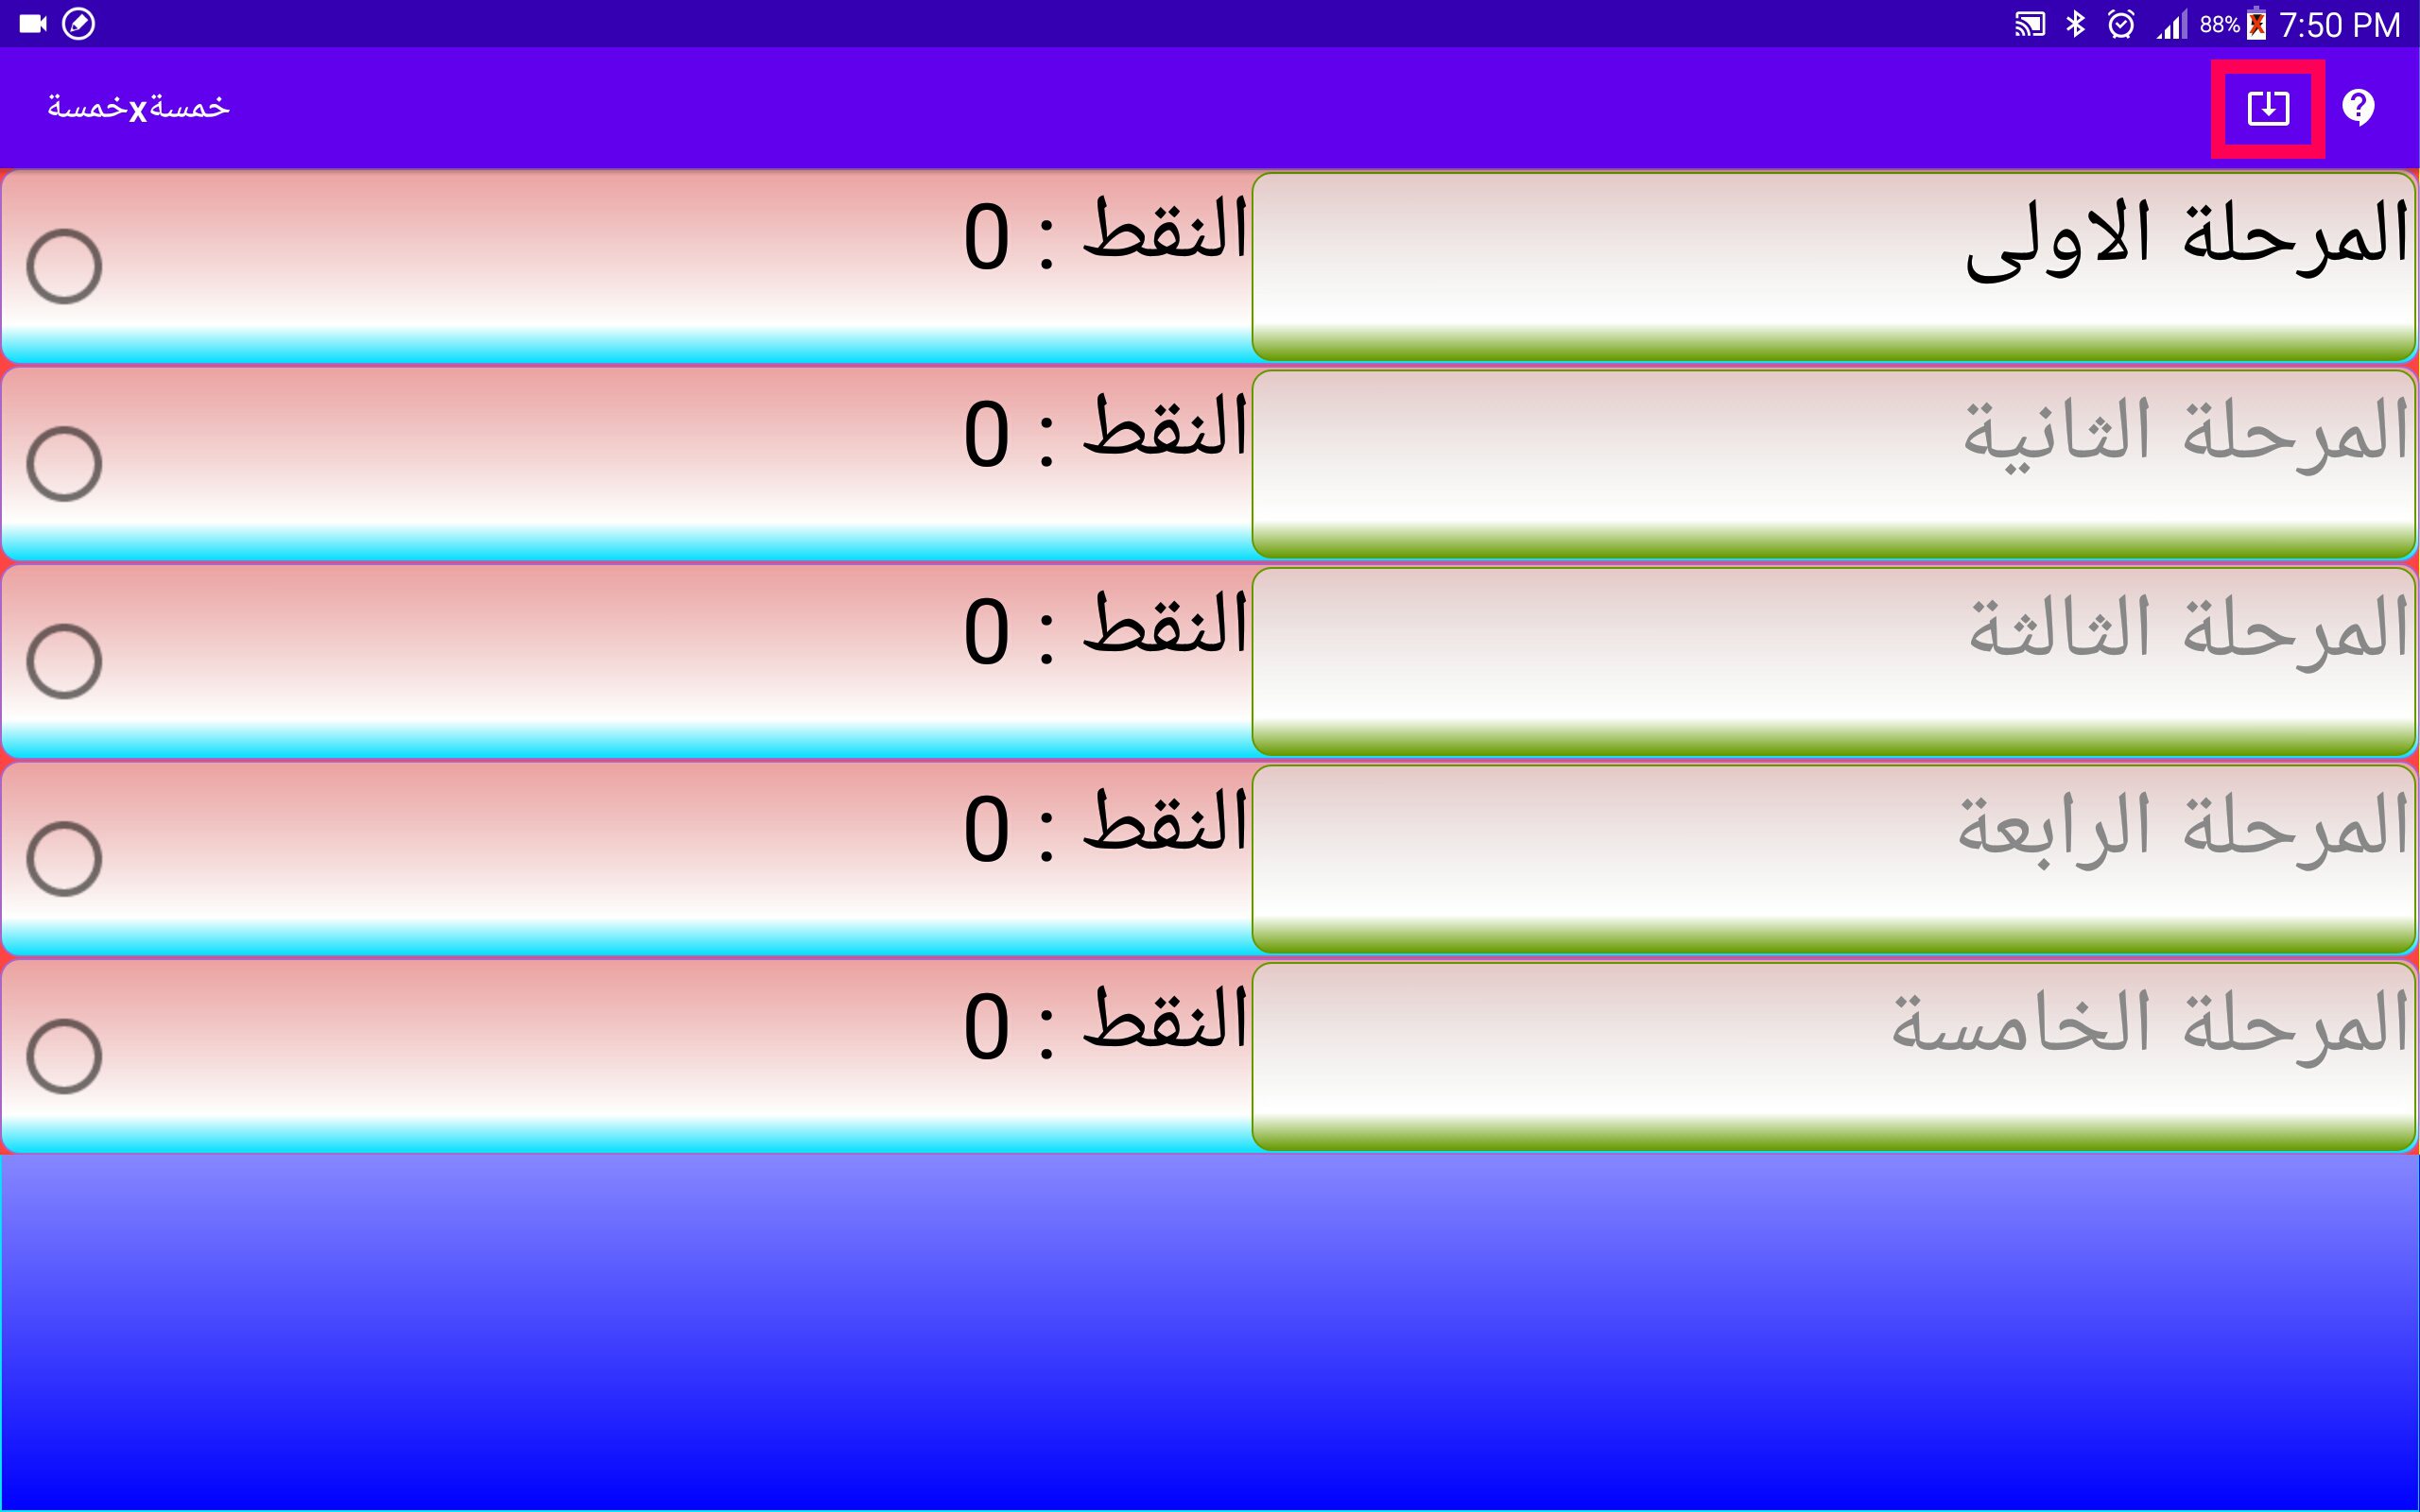 88% 7:50 PM
خمسةxخمسة
المرحلة الاولى
النقط : 0
المرحلة الثانية
النقط : 0
المرحلة الثالثة
النقط : 0
المرحلة الرابعة
النقط : 0
المرحلة الخامسة
النقط : 0